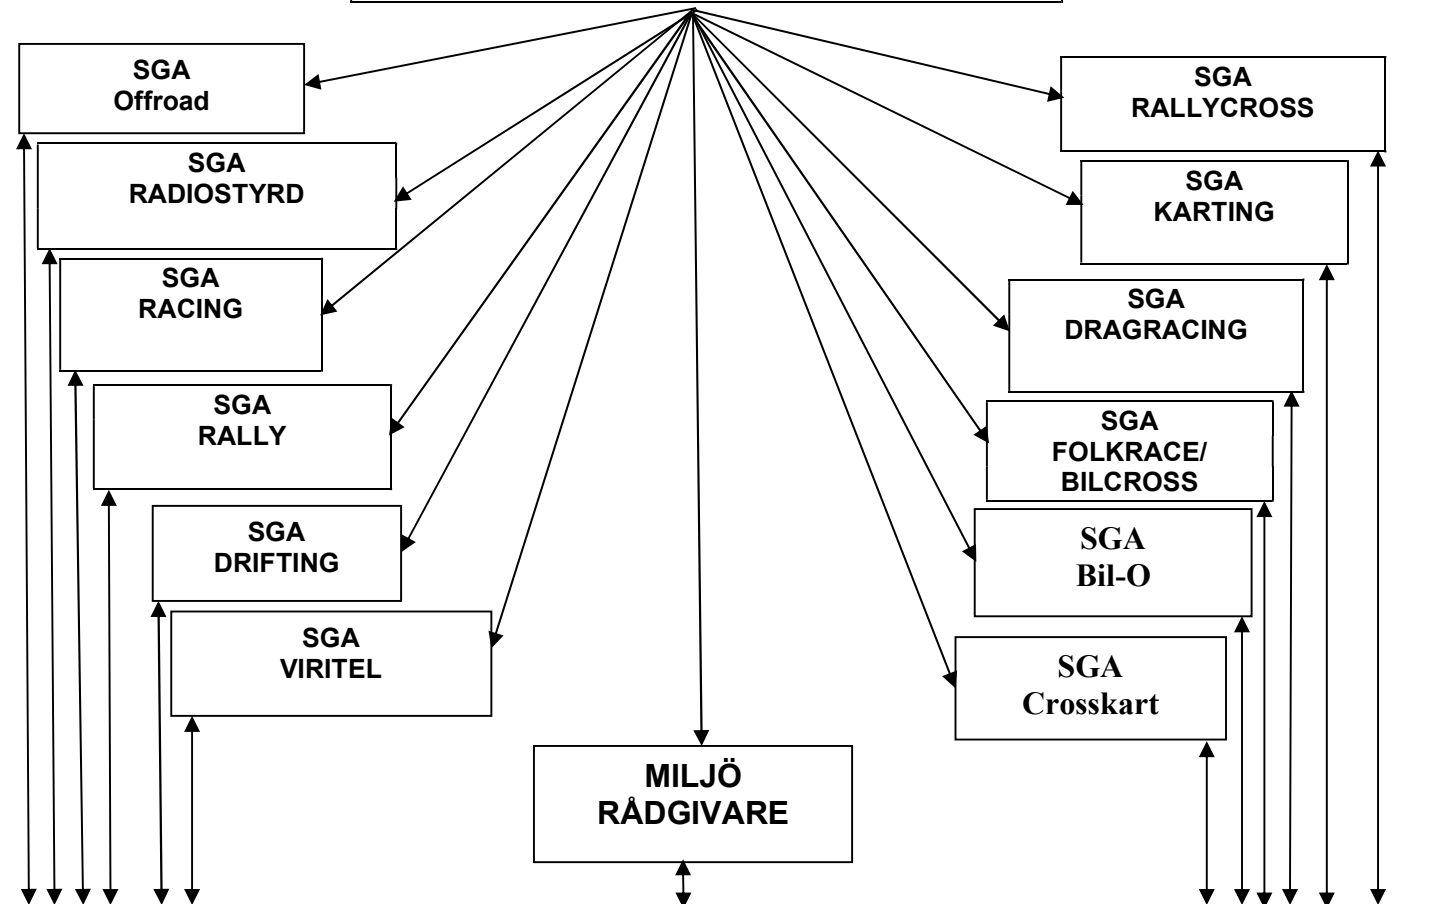 SGA
Offroad
SGA
RADIOSTYRD
SGA
RACING
SGA
RALLY
SGA
DRIFTING
SGA
VIRITEL
MILJÖ
RÅDGIVARE
SGA
RALLYCROSS
SGA
KARTING
SGA
DRAGRACING
SGA
FOLKRACE/
BILCROSS
SGA
Bil-O
SGA
Crosskart